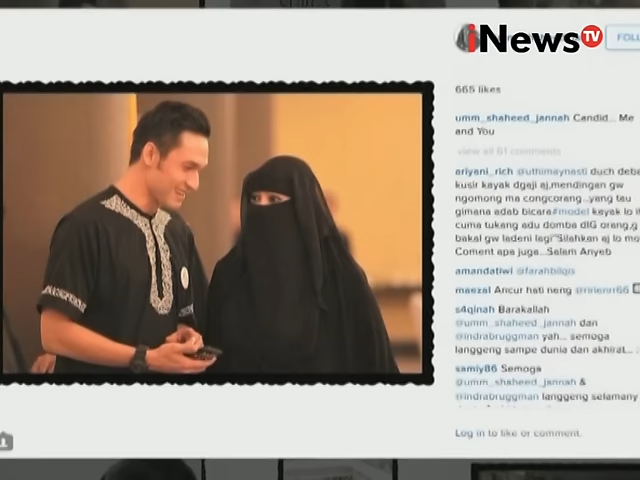 iNews TV
FOLL
665 likes
umm_shaheed_jannah Candid... Me
and You
view all 61 comments
ariyani_rich @uthimaynasti duch deba
kusir kayak dgaji aj,mendingan gw
ngomong ma congcorang...yang tau
gimana adab bicara#model kayak lo it
cuma tukang adu domba dIG orang,g
bakal gw ladeni lagi"Silahkan aj lo mo
Coment apa juga...Salam Anyeb
amandatiwi @farahbilqis
maezal Ancur hati neng
s4qinah Barakallah
@umm_shaheed_jannah dan
@indrabruggman yah... semoga
langgeng sampe dunia dan akhirat...
samiy86 Semoga
@umm_shaheed_jannah &
@indrabruggman langgeng selamany
Log in to like or comment.